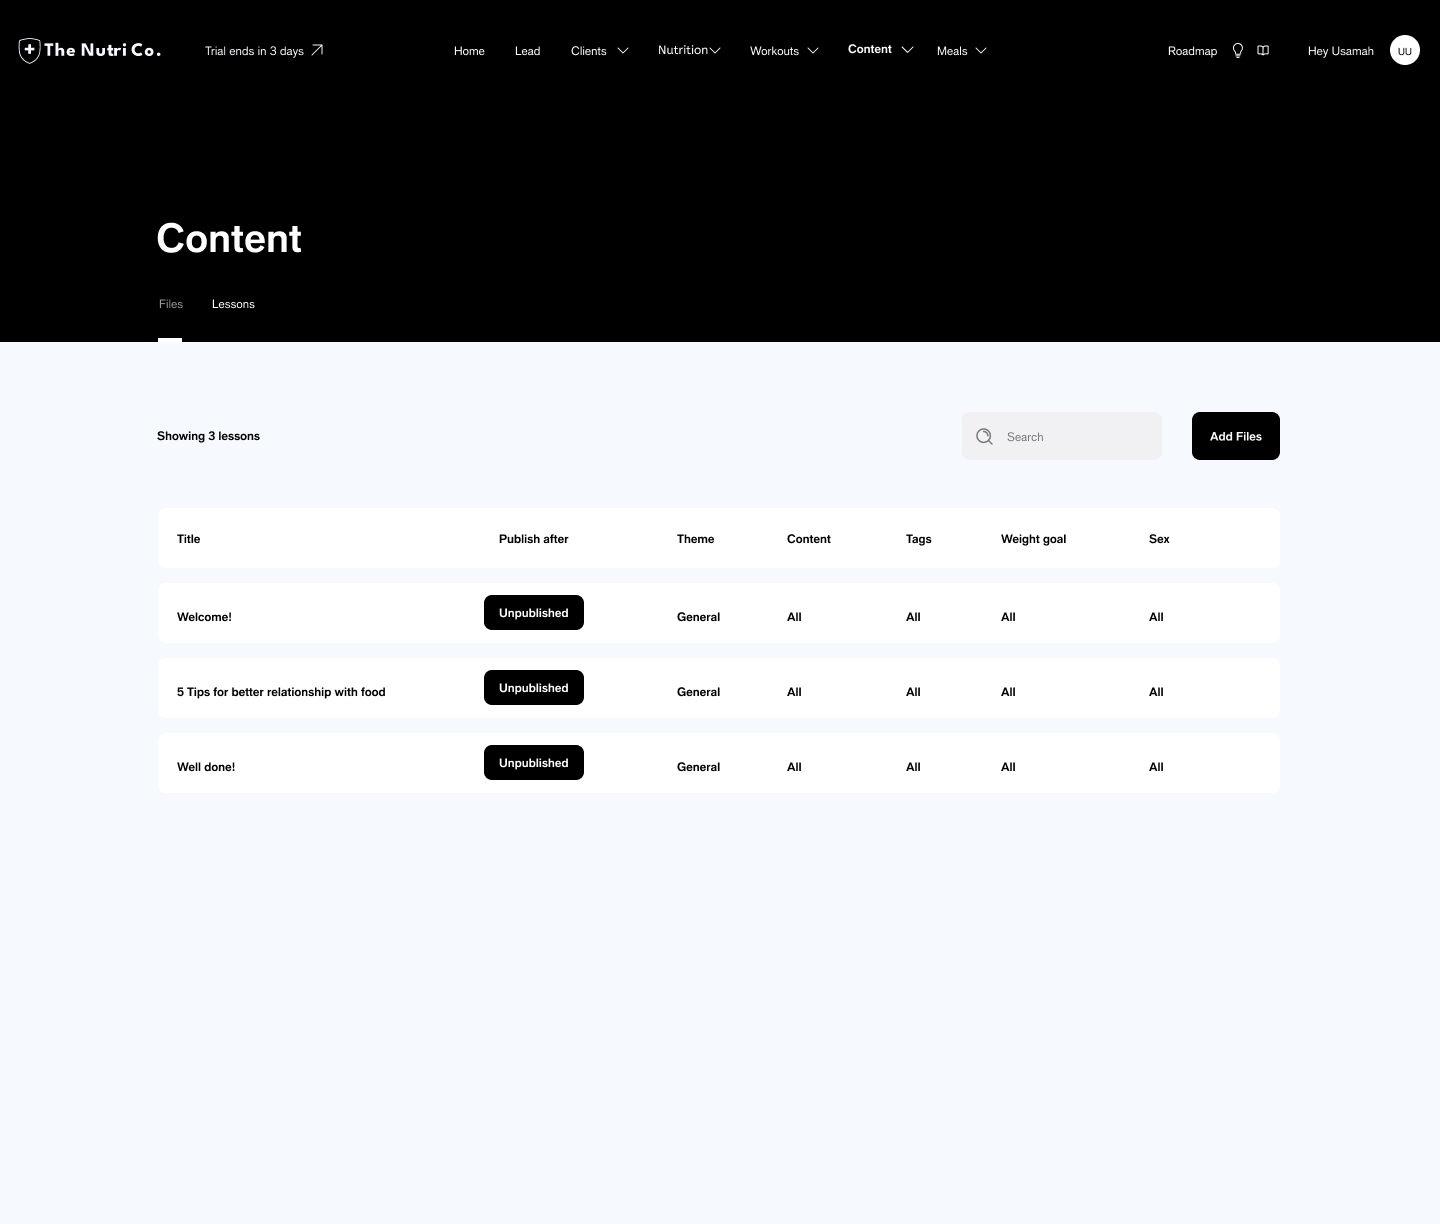 The Nutri Co.
Trial ends in 3 days
Home
Lead
Clients
Nutrition
Workouts
Content
Meals
Roadmap
Hey Usamah
UU
Content
Files
Lessons
Showing 3 lessons
Search
Add Files
Title
Publish after
Theme
Content
Tags
Weight goal
Sex
Welcome!
Unpublished
General
All
All
All
All
5 Tips for better relationship with food
Unpublished
General
All
All
All
All
Well done!
Unpublished
General
All
All
All
All